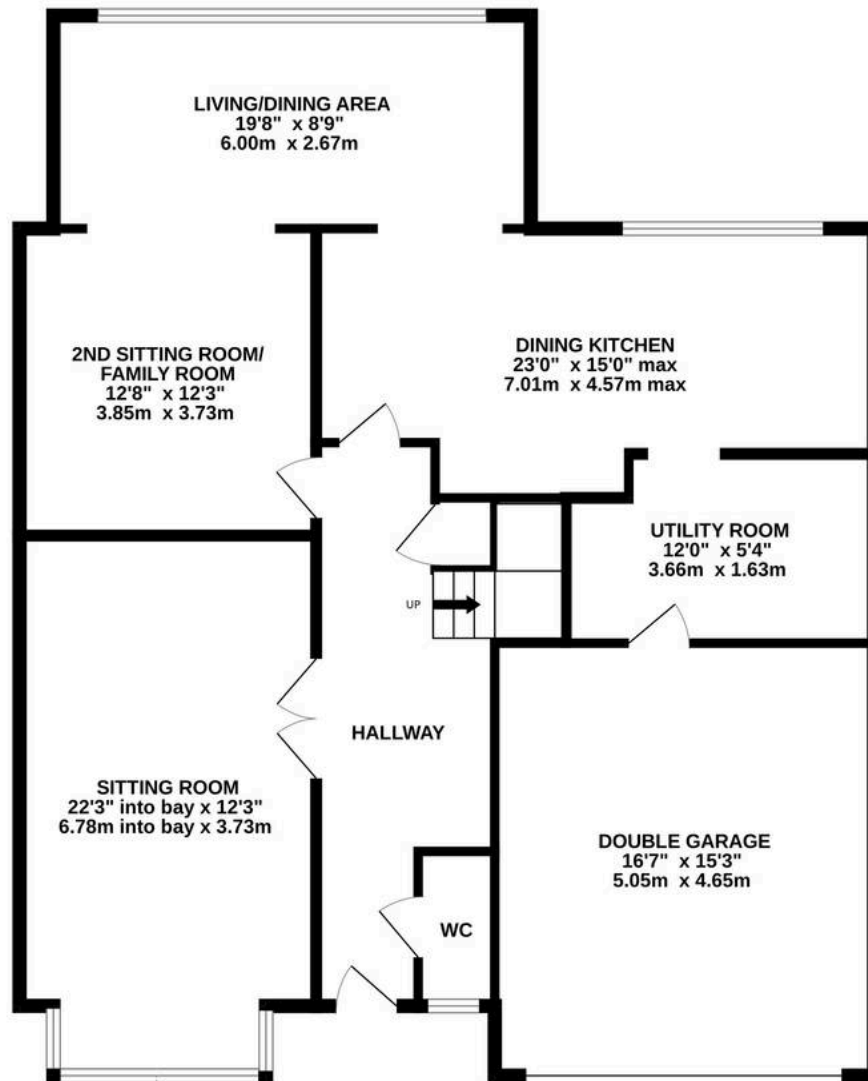 LIVING/DINING AREA
19'8" x 8'9"
6.00m x 2.67m
2ND SITTING ROOM/
FAMILY ROOM
12'8" x 12'3"
3.85m x 3.73m
DINING KITCHEN
23'0" x 15'0" max
7.01m x 4.57m max
UTILITY ROOM
12'0" x 5'4"
3.66m x 1.63m
UP
HALLWAY
SITTING ROOM
22'3" into bay x 12'3"
6.78m into bay x 3.73m
DOUBLE GARAGE
16'7" x 15'3"
5.05m x 4.65m
WC